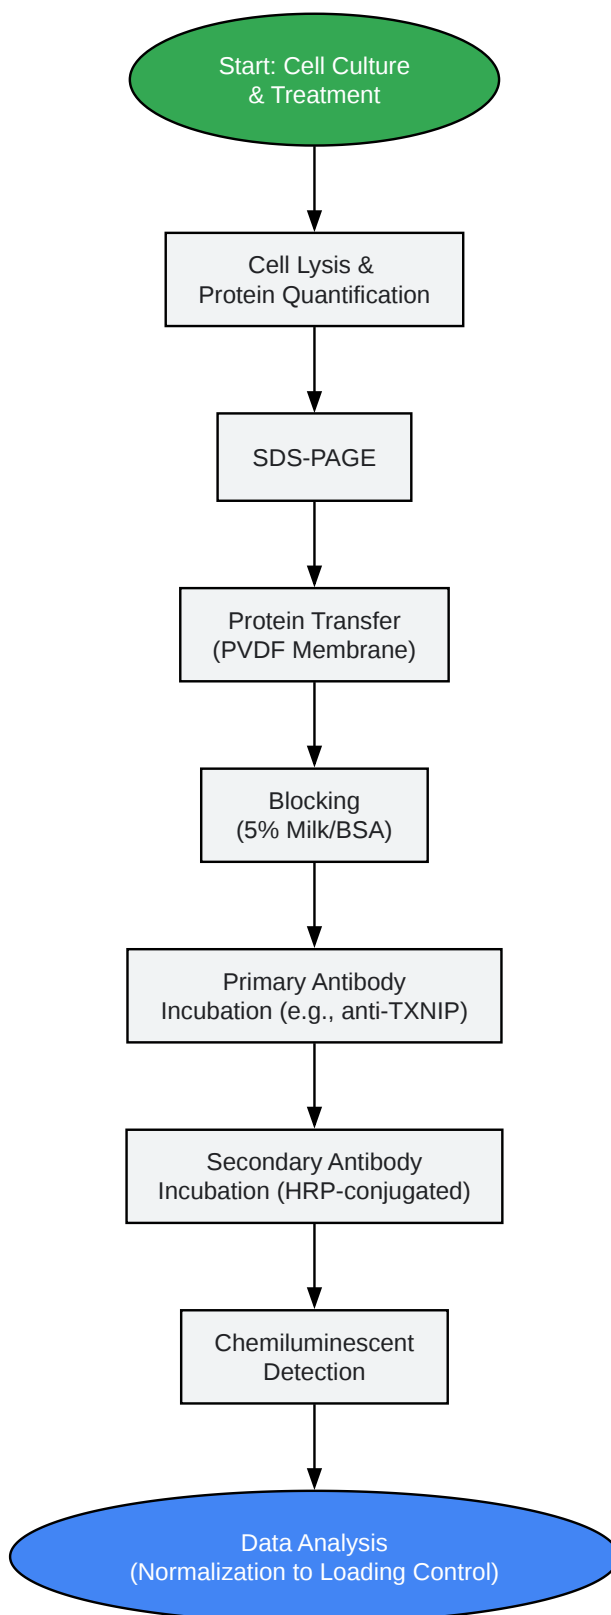 Start: Cell Culture
& Treatment
Cell Lysis &
Protein Quantification
SDS-PAGE
Protein Transfer
(PVDF Membrane)
Blocking
(5% Milk/BSA)
Primary Antibody
Incubation (e.g., anti-TXNIP)
Secondary Antibody
Incubation (HRP-conjugated)
Chemiluminescent
Detection
Data Analysis
(Normalization to Loading Control)